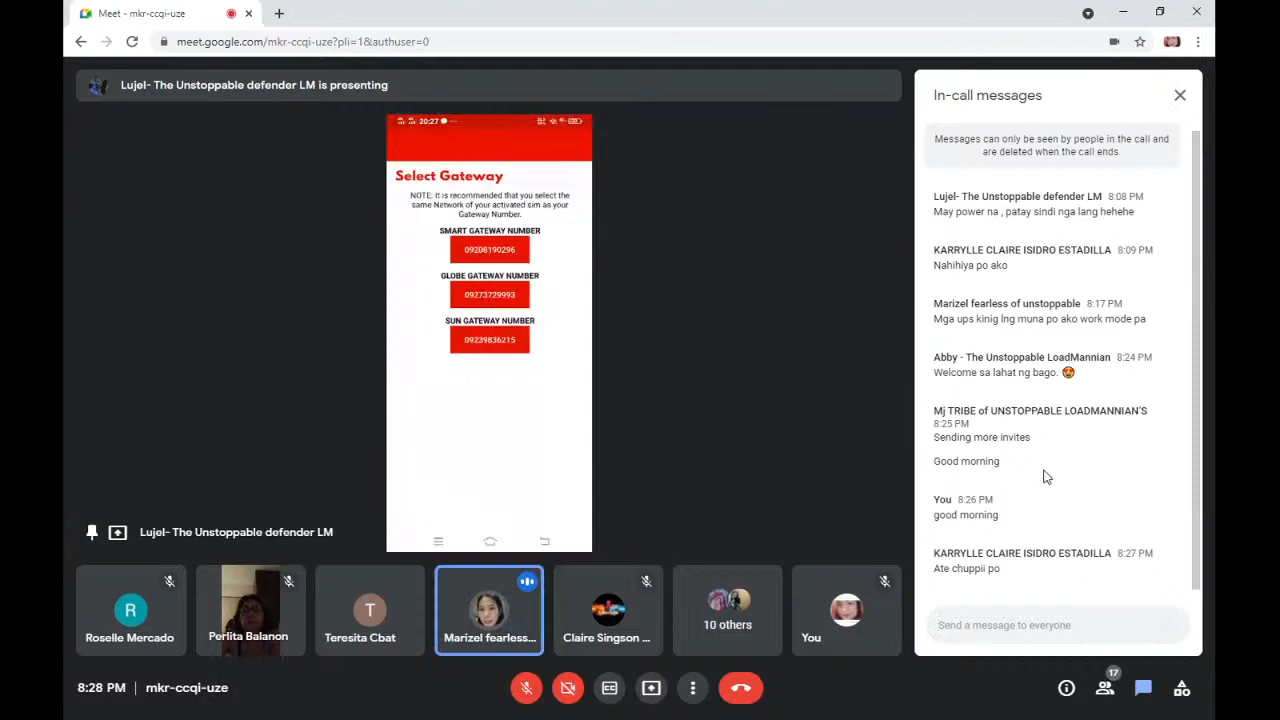 Meet - mkr-ccqi-uze
meet.google.com/mkr-ccqi-uze?pli=1&authuser=0
Lujel- The Unstoppable defender LM is presenting
20:27
Select Gateway
NOTE: It is recommended that you select the
same Network of your activated sim as your
Gateway Number.
SMART GATEWAY NUMBER
09208190296
GLOBE GATEWAY NUMBER
09273729993
SUN GATEWAY NUMBER
09239836215
Lujel- The Unstoppable defender LM
R
Roselle Mercado
Perlita Balanon
T
Teresita Cbat
Marizel fearless...
Claire Singson ...
10 others
You
8:28 PM | mkr-ccqi-uze
In-call messages
Messages can only be seen by people in the call and
are deleted when the call ends.
Lujel- The Unstoppable defender LM 8:08 PM
May power na , patay sindi nga lang hehehe
KARRYLLE CLAIRE ISIDRO ESTADILLA 8:09 PM
Nahihiya po ako
Marizel fearless of unstoppable 8:17 PM
Mga ups kinig lng muna po ako work mode pa
Abby - The Unstoppable LoadMannian 8:24 PM
Welcome sa lahat ng bago. 😍
Mj TRIBE of UNSTOPPABLE LOADMANNIAN'S
8:25 PM
Sending more invites
Good morning
You 8:26 PM
good morning
KARRYLLE CLAIRE ISIDRO ESTADILLA 8:27 PM
Ate chuppii po
Send a message to everyone
17